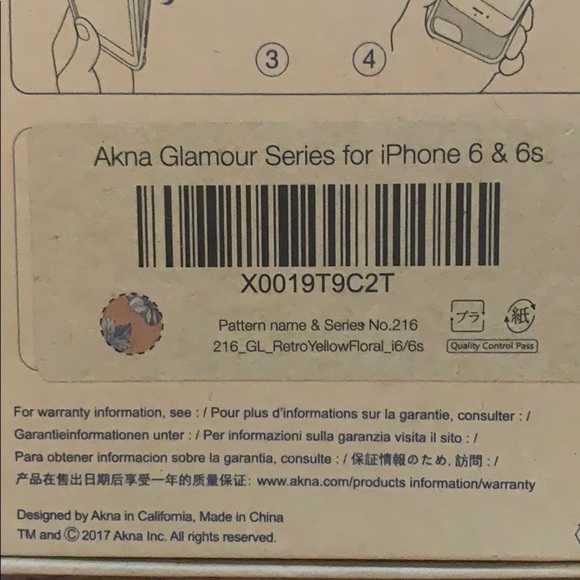 ③ ④
Akna Glamour Series for iPhone 6 & 6s
X0019T9C2T
Pattern name & Series No.216
216_GL_RetroYellowFloral_i6/6s
プラ 紙
Quality Control Pass
For warranty information, see : / Pour plus d'informations sur la garantie, consulter : /
Garantieinformationen unter : / Per informazioni sulla garanzia visita il sito : /
Para obtener informacion sobre la garantia, consulte : / 保証情報のため, 訪問 : /
产品在售出日期后享受一年的质量保证: www.akna.com/products information/warranty
Designed by Akna in California, Made in China
TM and Ⓒ 2017 Akna Inc. All rights reserved.